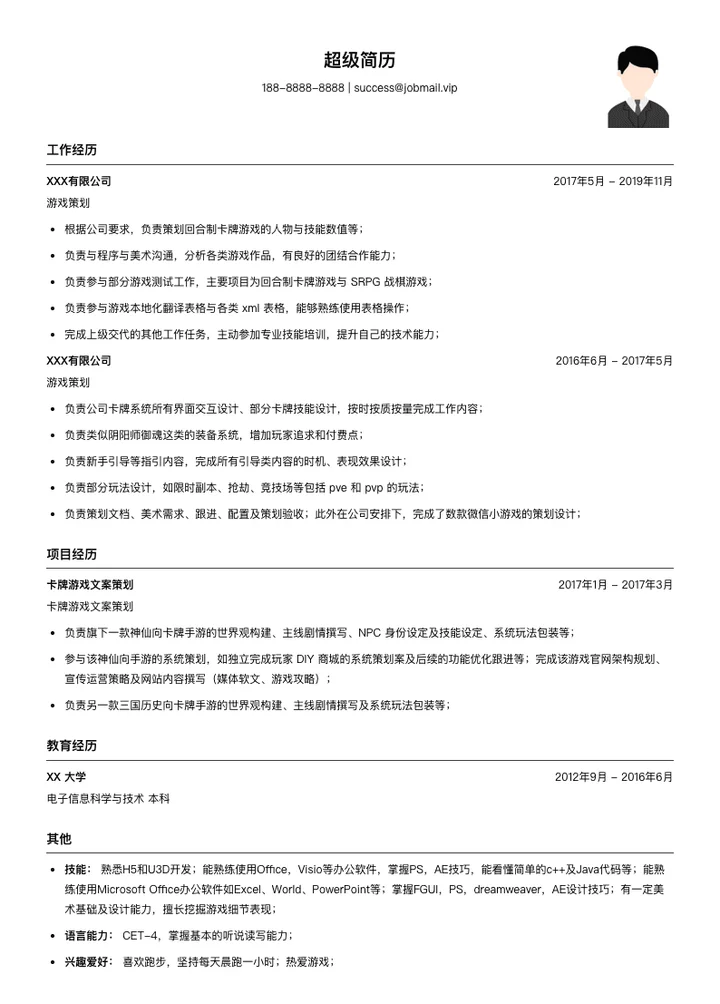 超级简历
188-8888-8888 | success@jobmail.vip
工作经历
XXX有限公司 2017年5月 – 2019年11月
游戏策划
• 根据公司要求，负责策划回合制卡牌游戏的人物与技能数值等；
• 负责与程序与美术沟通，分析各类游戏作品，有良好的团结合作能力；
• 负责参与部分游戏测试工作，主要项目为回合制卡牌游戏与 SRPG 战棋游戏；
• 负责参与游戏本地化翻译表格与各类 xml 表格，能够熟练使用表格操作；
• 完成上级交代的其他工作任务，主动参加专业技能培训，提升自己的技术能力；
XXX有限公司 2016年6月 – 2017年5月
游戏策划
• 负责公司卡牌系统所有界面交互设计、部分卡牌技能设计，按时按质按量完成工作内容；
• 负责类似阴阳师御魂这类的装备系统，增加玩家追求和付费点；
• 负责新手引导等指引内容，完成所有引导类内容的时机、表现效果设计；
• 负责部分玩法设计，如限时副本、抢劫、竞技场等包括 pve 和 pvp 的玩法；
• 负责策划文档、美术需求、跟进、配置及策划验收；此外在公司安排下，完成了数款微信小游戏的策划设计；
项目经历
卡牌游戏文案策划 2017年1月 – 2017年3月
卡牌游戏文案策划
• 负责旗下一款神仙向卡牌手游的世界观构建、主线剧情撰写、NPC 身份设定及技能设定、系统玩法包装等；
• 参与该神仙向手游的系统策划，如独立完成玩家 DIY 商城的系统策划案及后续的功能优化跟进等；完成该游戏官网架构规划、
宣传运营策略及网站内容撰写（媒体软文、游戏攻略）；
• 负责另一款三国历史向卡牌手游的世界观构建、主线剧情撰写及系统玩法包装等；
教育经历
XX 大学 2012年9月 – 2016年6月
电子信息科学与技术 本科
其他
• 技能： 熟悉H5和U3D开发；能熟练使用Office，Visio等办公软件，掌握PS，AE技巧，能看懂简单的c++及Java代码等；能熟
练使用Microsoft Office办公软件如Excel、World、PowerPoint等；掌握FGUI，PS，dreamweaver，AE设计技巧；有一定美
术基础及设计能力，擅长挖掘游戏细节表现；
• 语言能力： CET-4，掌握基本的听说读写能力；
• 兴趣爱好： 喜欢跑步，坚持每天晨跑一小时；热爱游戏；